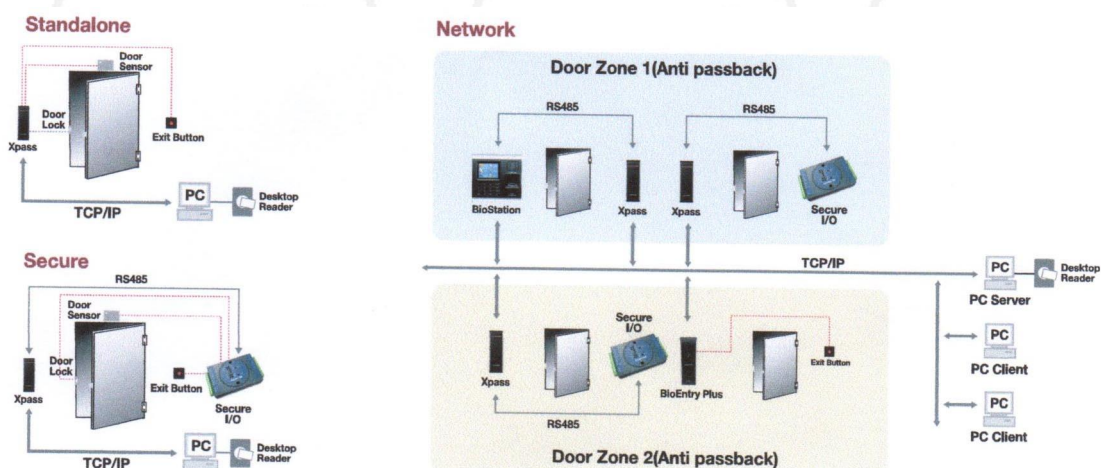 Standalone
Door
Sensor
Door
Lock
Xpass
Exit Button
PC
Desktop
Reader
TCP/IP
Secure
RS485
Door
Sensor
Door
Lock
Xpass
Exit Button
Secure
I/O
PC
Desktop
Reader
TCP/IP
Network
Door Zone 1(Anti passback)
RS485
RS485
BioStation
Xpass
Xpass
Secure
I/O
TCP/IP
PC
Desktop
Reader
PC Server
PC
PC Client
PC
PC Client
Xpass
Secure
I/O
BioEntry Plus
Exit Button
RS485
Door Zone 2(Anti passback)